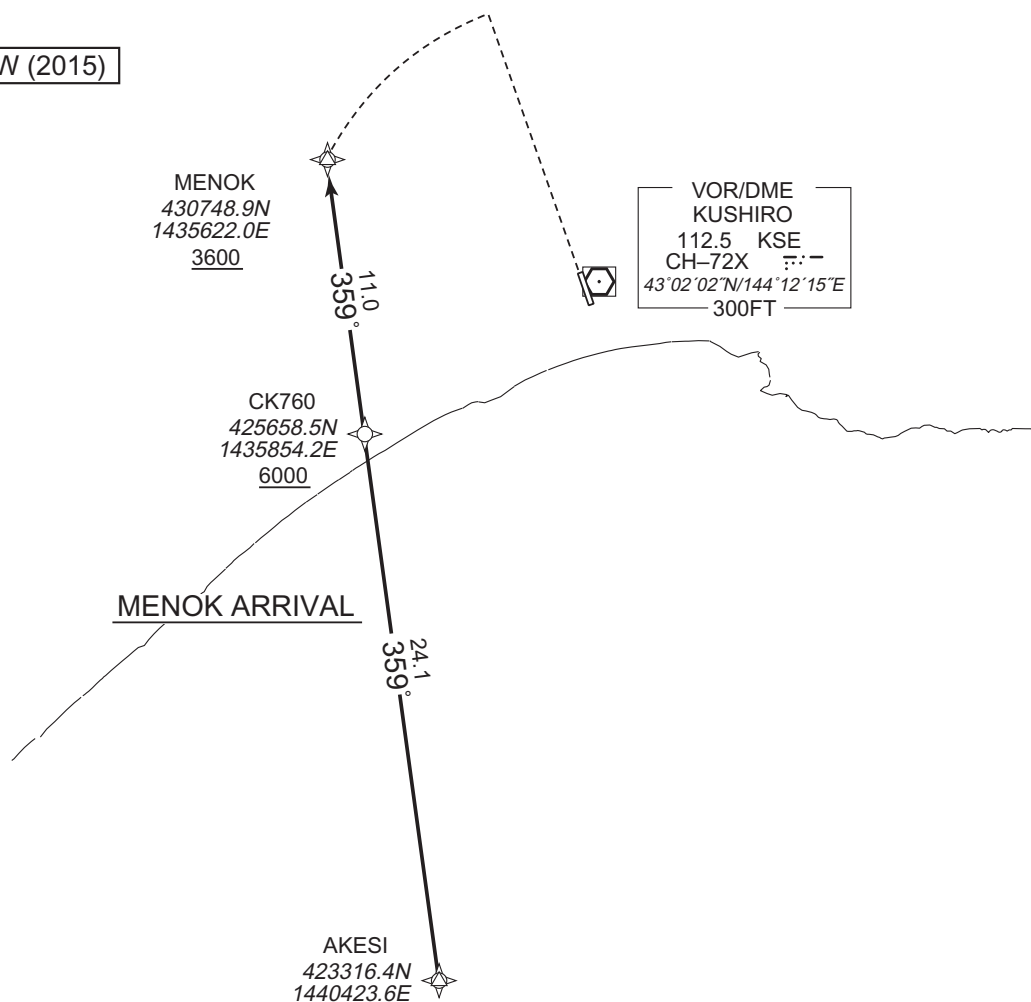 W (2015)
MENOK
430748.9N
1435622.0E
3600
VOR/DME
KUSHIRO
112.5 KSE
CH–72X
43°02′02″N/144°12′15″E
300FT
11.0
359°
CK760
425658.5N
1435854.2E
6000
MENOK ARRIVAL
24.1
359°
AKESI
423316.4N
1440423.6E